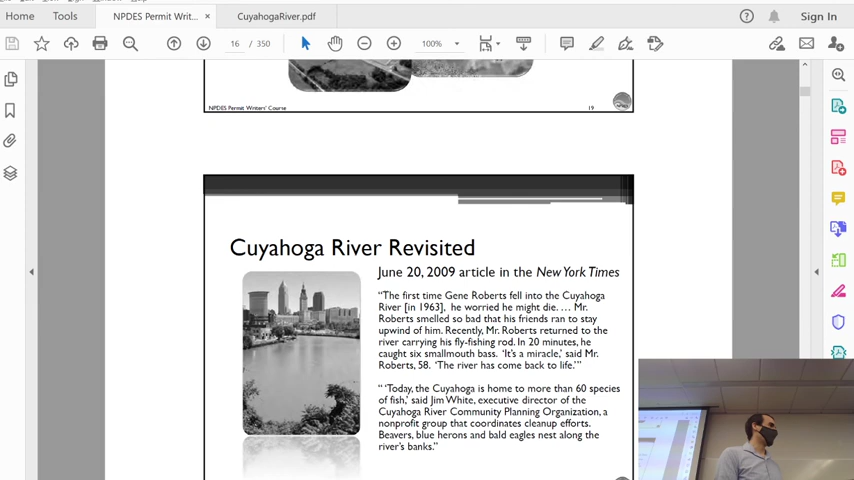 Home
Tools
NPDES Permit Writ... ×
CuyahogaRiver.pdf
Sign In
16 / 350
100%
NPDES Permit Writers' Course
19
Cuyahoga River Revisited
June 20, 2009 article in the New York Times
“The first time Gene Roberts fell into the Cuyahoga
River [in 1963], he worried he might die. … Mr.
Roberts smelled so bad that his friends ran to stay
upwind of him. Recently, Mr. Roberts returned to the
river carrying his fly-fishing rod. In 20 minutes, he
caught six smallmouth bass. ‘It’s a miracle,’ said Mr.
Roberts, 58. ‘The river has come back to life.’”
“ ‘Today, the Cuyahoga is home to more than 60 species
of fish,’ said Jim White, executive director of the
Cuyahoga River Community Planning Organization, a
nonprofit group that coordinates cleanup efforts.
Beavers, blue herons and bald eagles nest along the
river’s banks.”